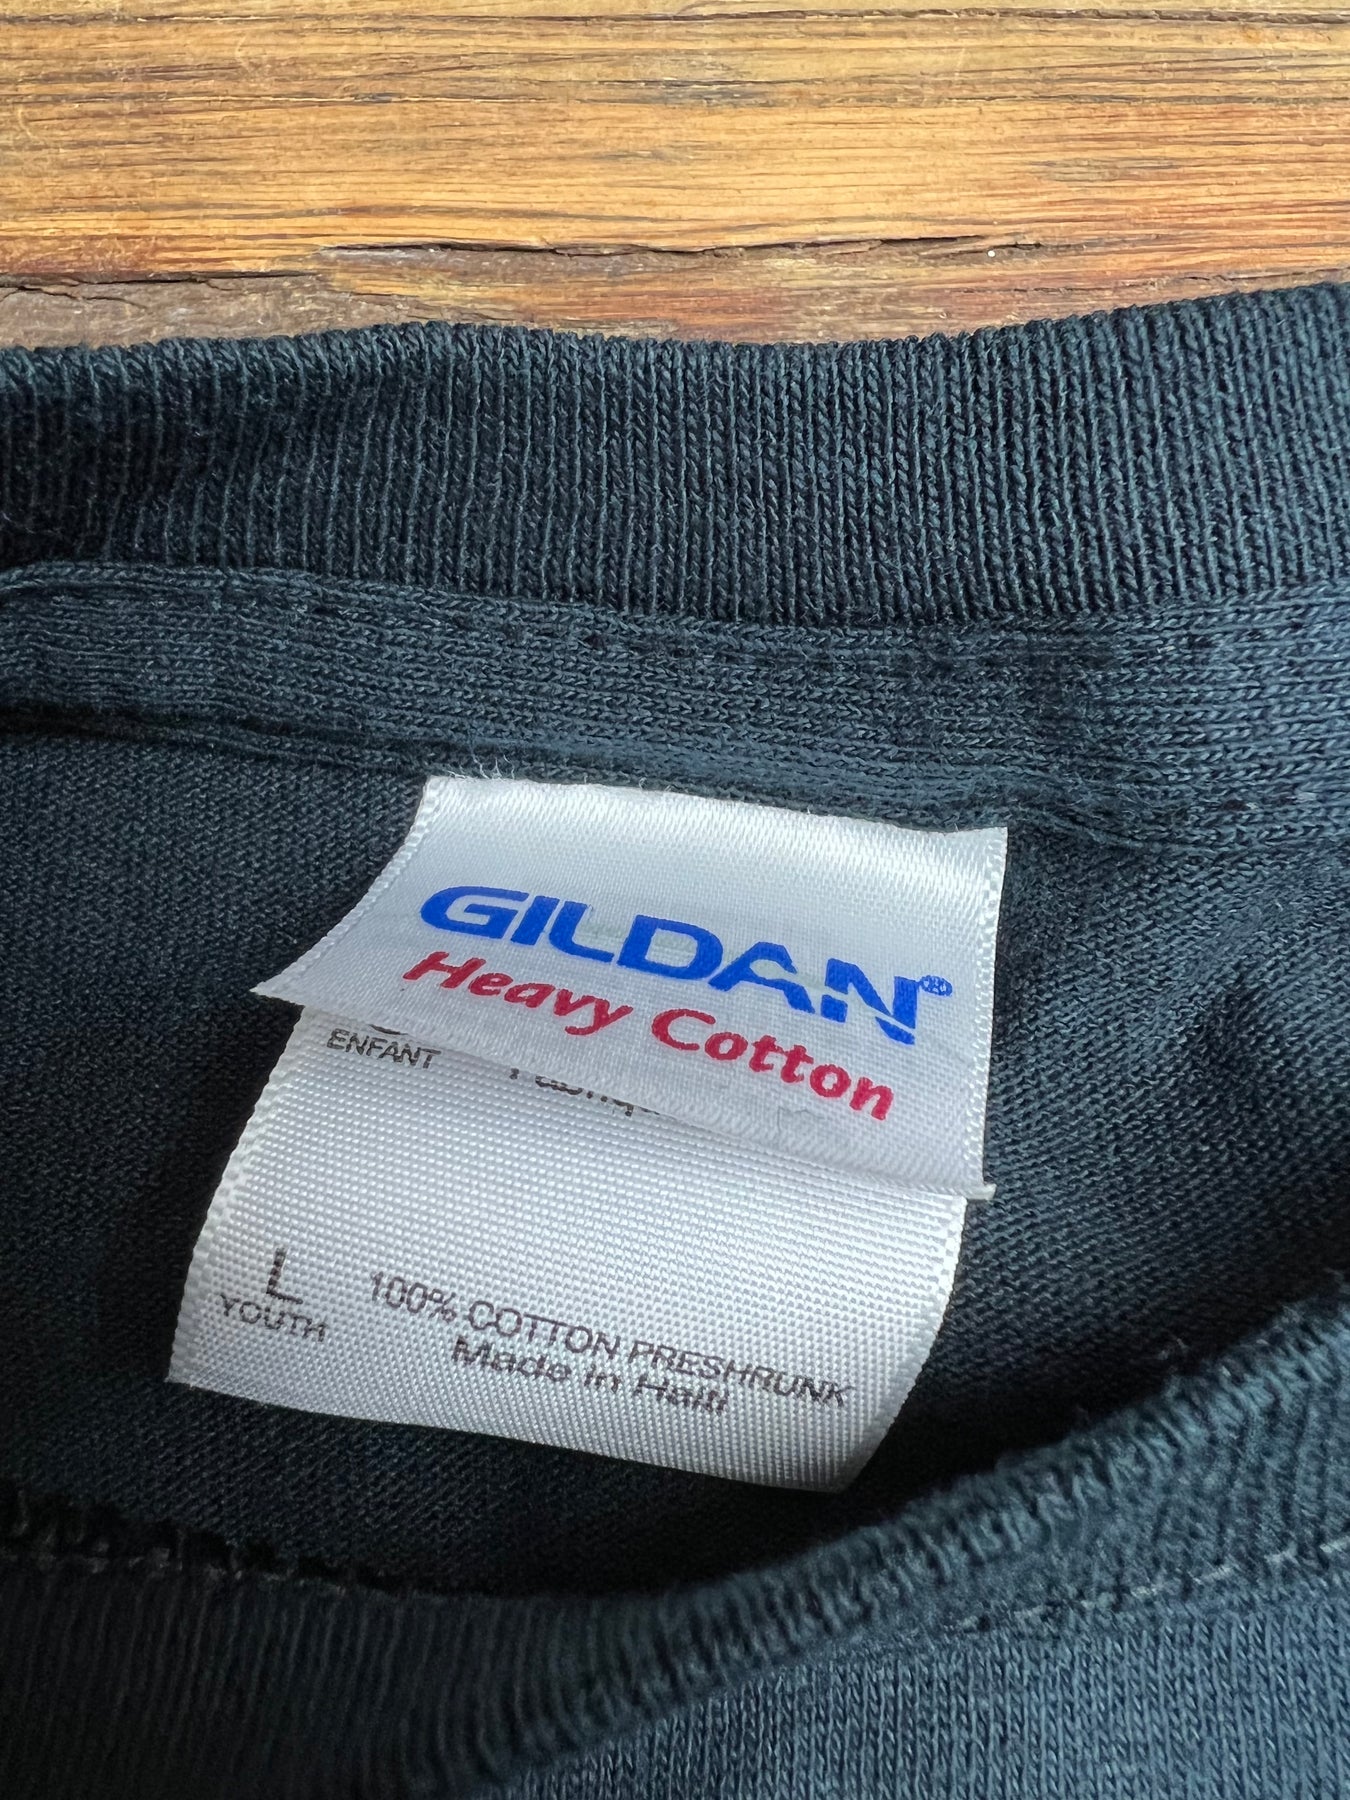 GILDAN®
Heavy Cotton
ENFANT
L
YOUTH
100% COTTON PRESHRUNK
Made in Haiti